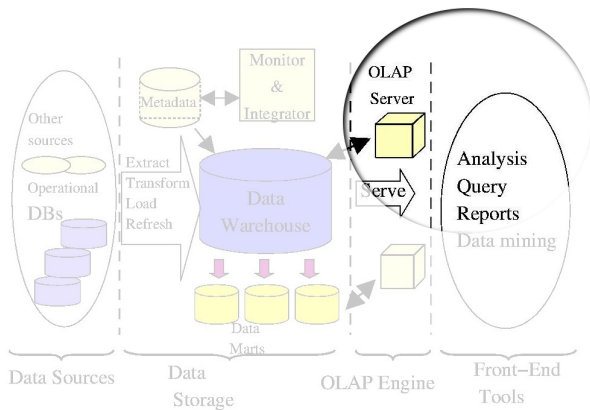 Other
sources
Operational
DBs
Extract
Transform
Load
Refresh
Metadata
Monitor
&
Integrator
Data
Warehouse
Data
Marts
OLAP
Server
Serve
Analysis
Query
Reports
Data mining
Data Sources
Data
Storage
OLAP Engine
Front-End
Tools